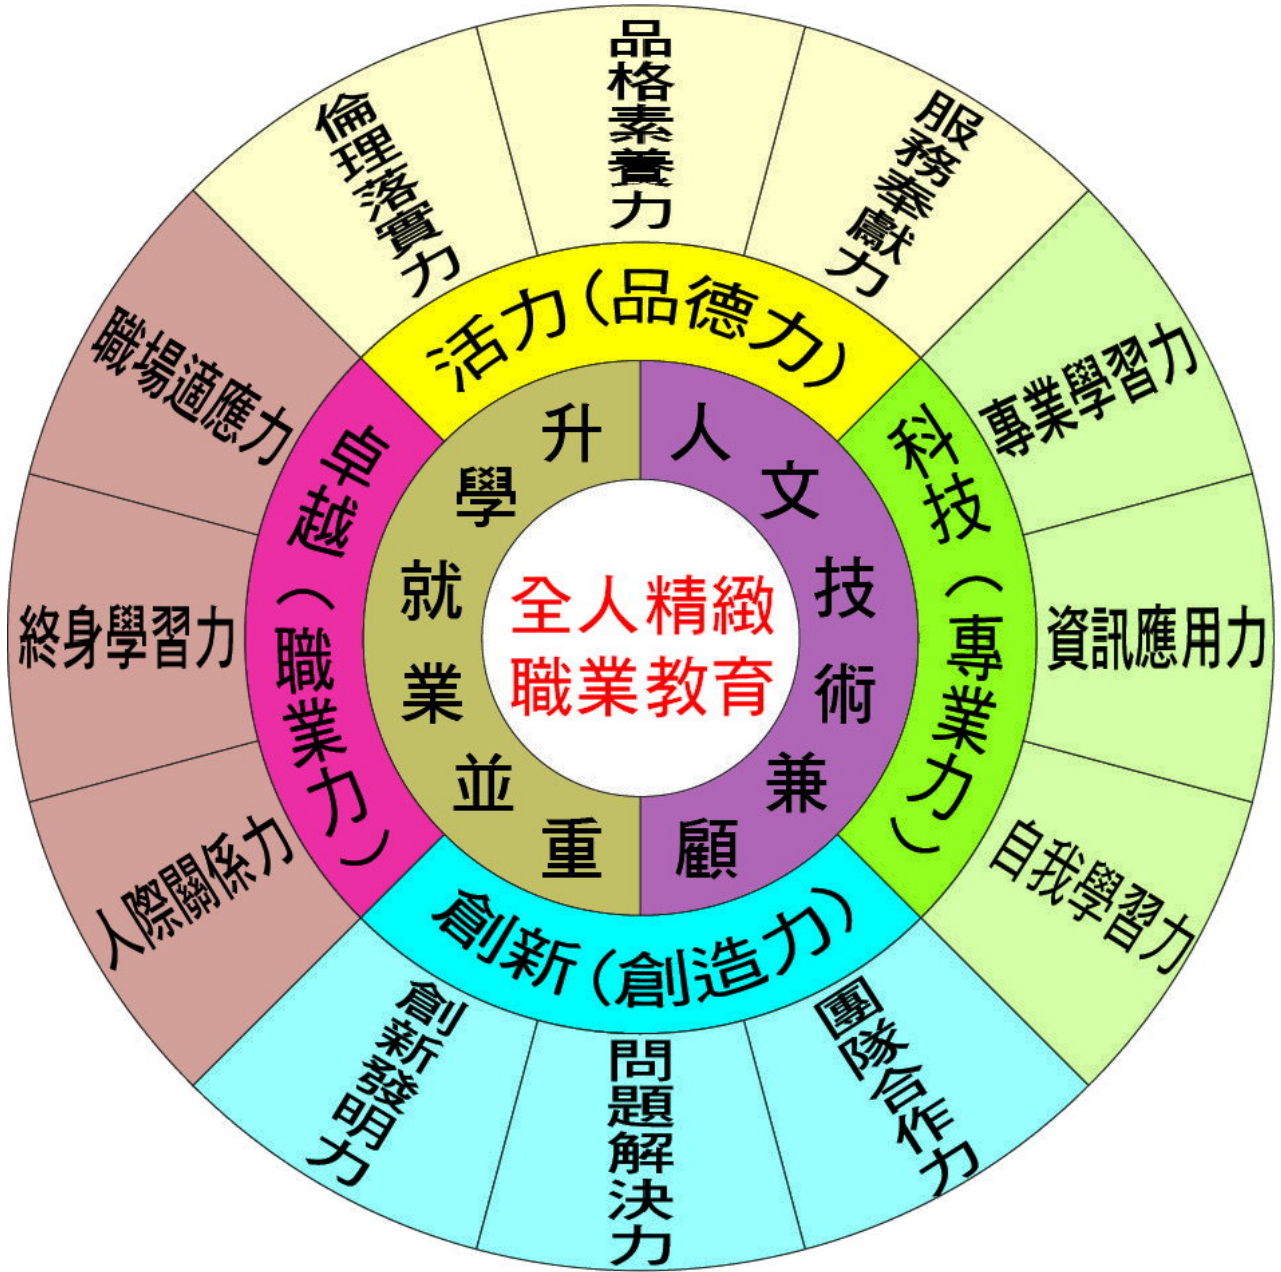 全人精緻
職業教育
人文技術兼顧
升學就業並重
活力(品德力)
科技(專業力)
創新(創造力)
卓越(職業力)
倫理落實力
品格素養力
服務奉獻力
專業學習力
資訊應用力
自我學習力
團隊合作力
問題解決力
創新發明力
人際關係力
終身學習力
職場適應力